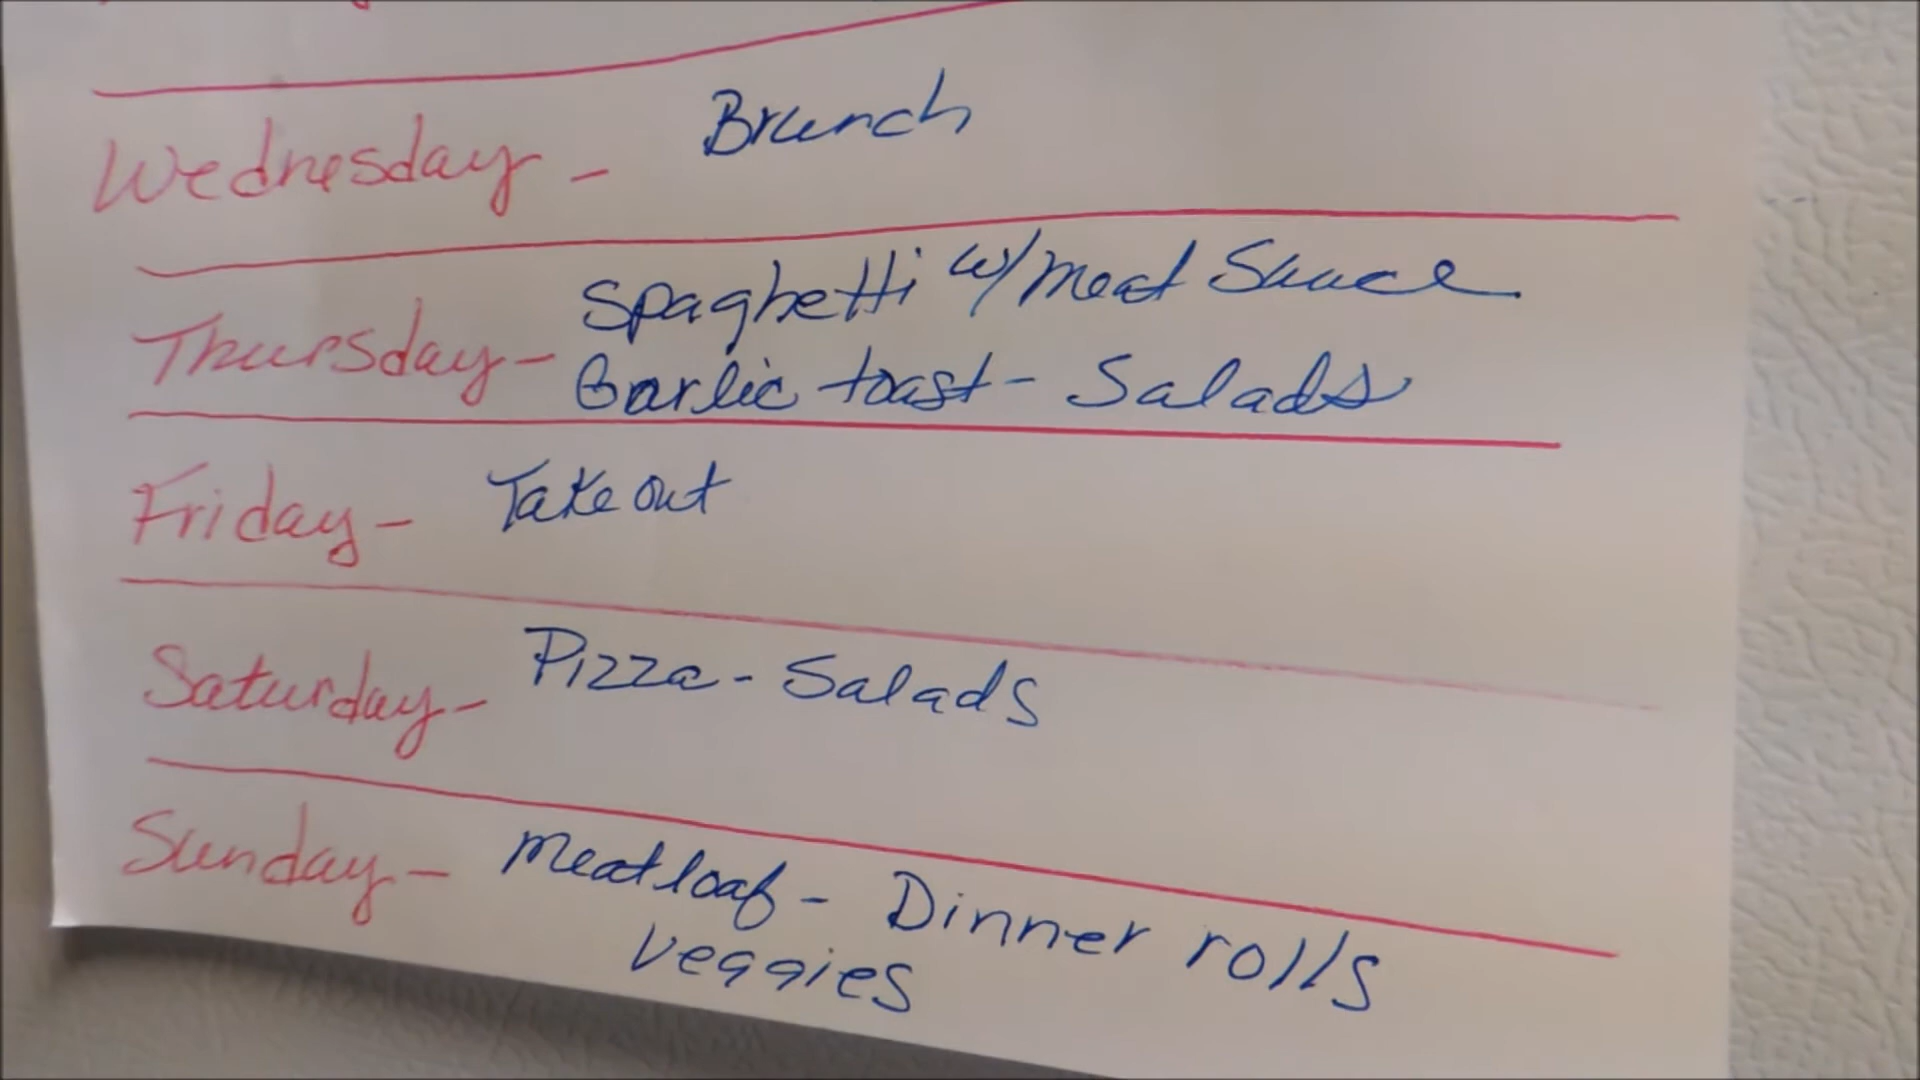 Wednesday - Brunch
Spaghetti w/ meat Sauce
Thursday -
Garlic toast - Salads
Friday - Take out
Saturday - Pizza - Salads
Sunday - meatloaf - Dinner rolls
veggies